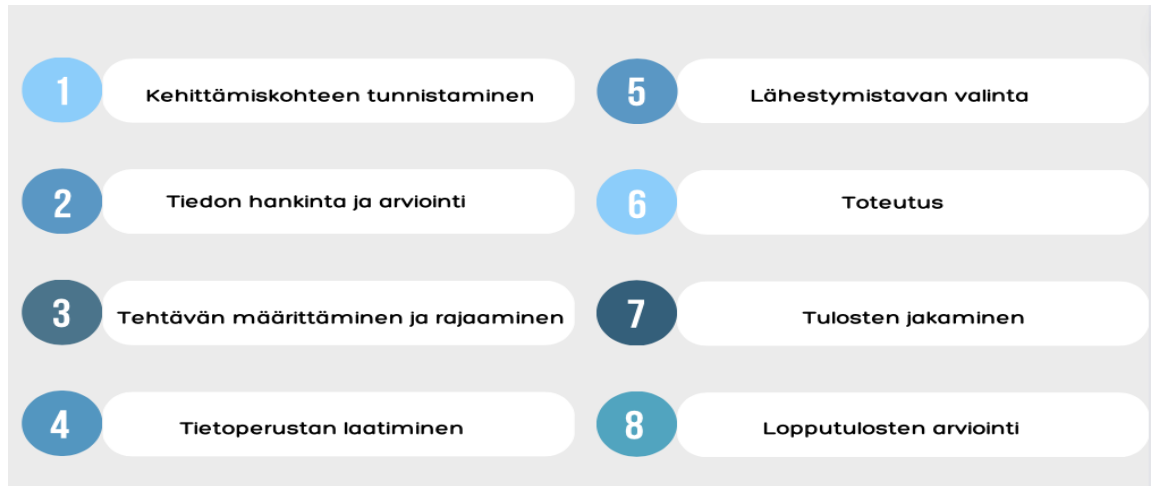 1 Kehittämiskohteen tunnistaminen
2 Tiedon hankinta ja arviointi
3 Tehtävän määrittäminen ja rajaaminen
4 Tietoperustan laatiminen
5 Lähestymistavan valinta
6 Toteutus
7 Tulosten jakaminen
8 Lopputulosten arviointi